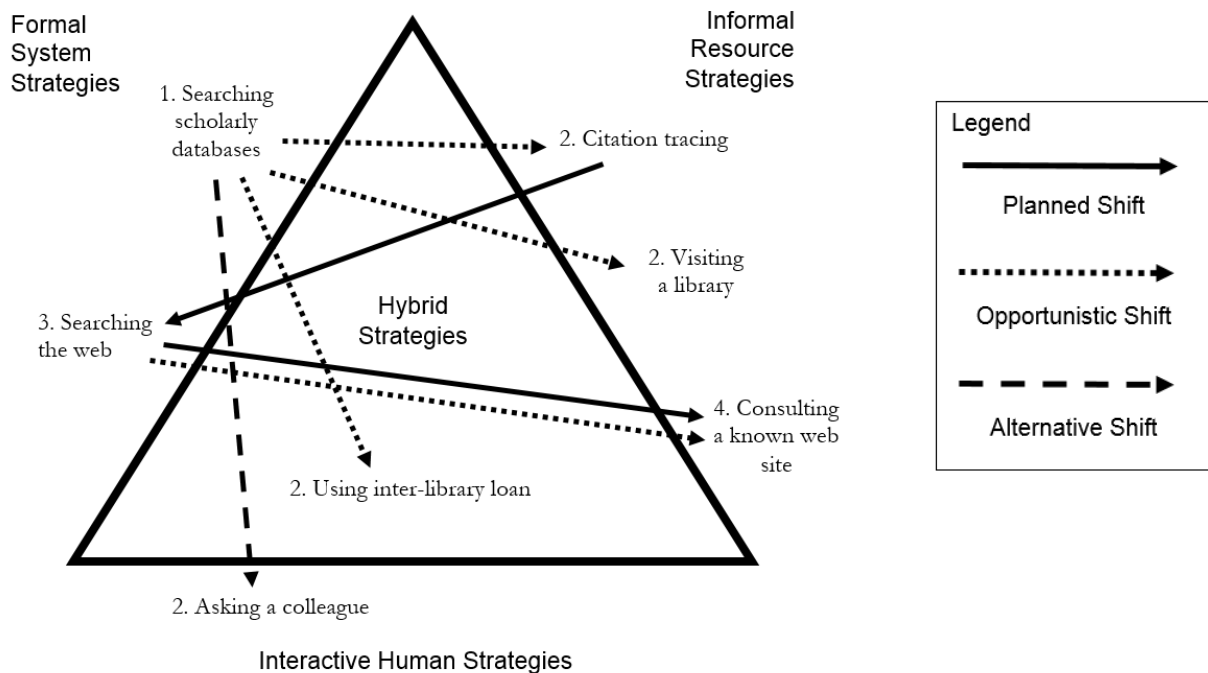 Formal
System
Strategies
Informal
Resource
Strategies
1. Searching
scholarly
databases
2. Citation tracing
2. Visiting
a library
Hybrid
Strategies
3. Searching
the web
4. Consulting
a known web
site
2. Using inter-library loan
2. Asking a colleague
Interactive Human Strategies
Legend
Planned Shift
Opportunistic Shift
Alternative Shift